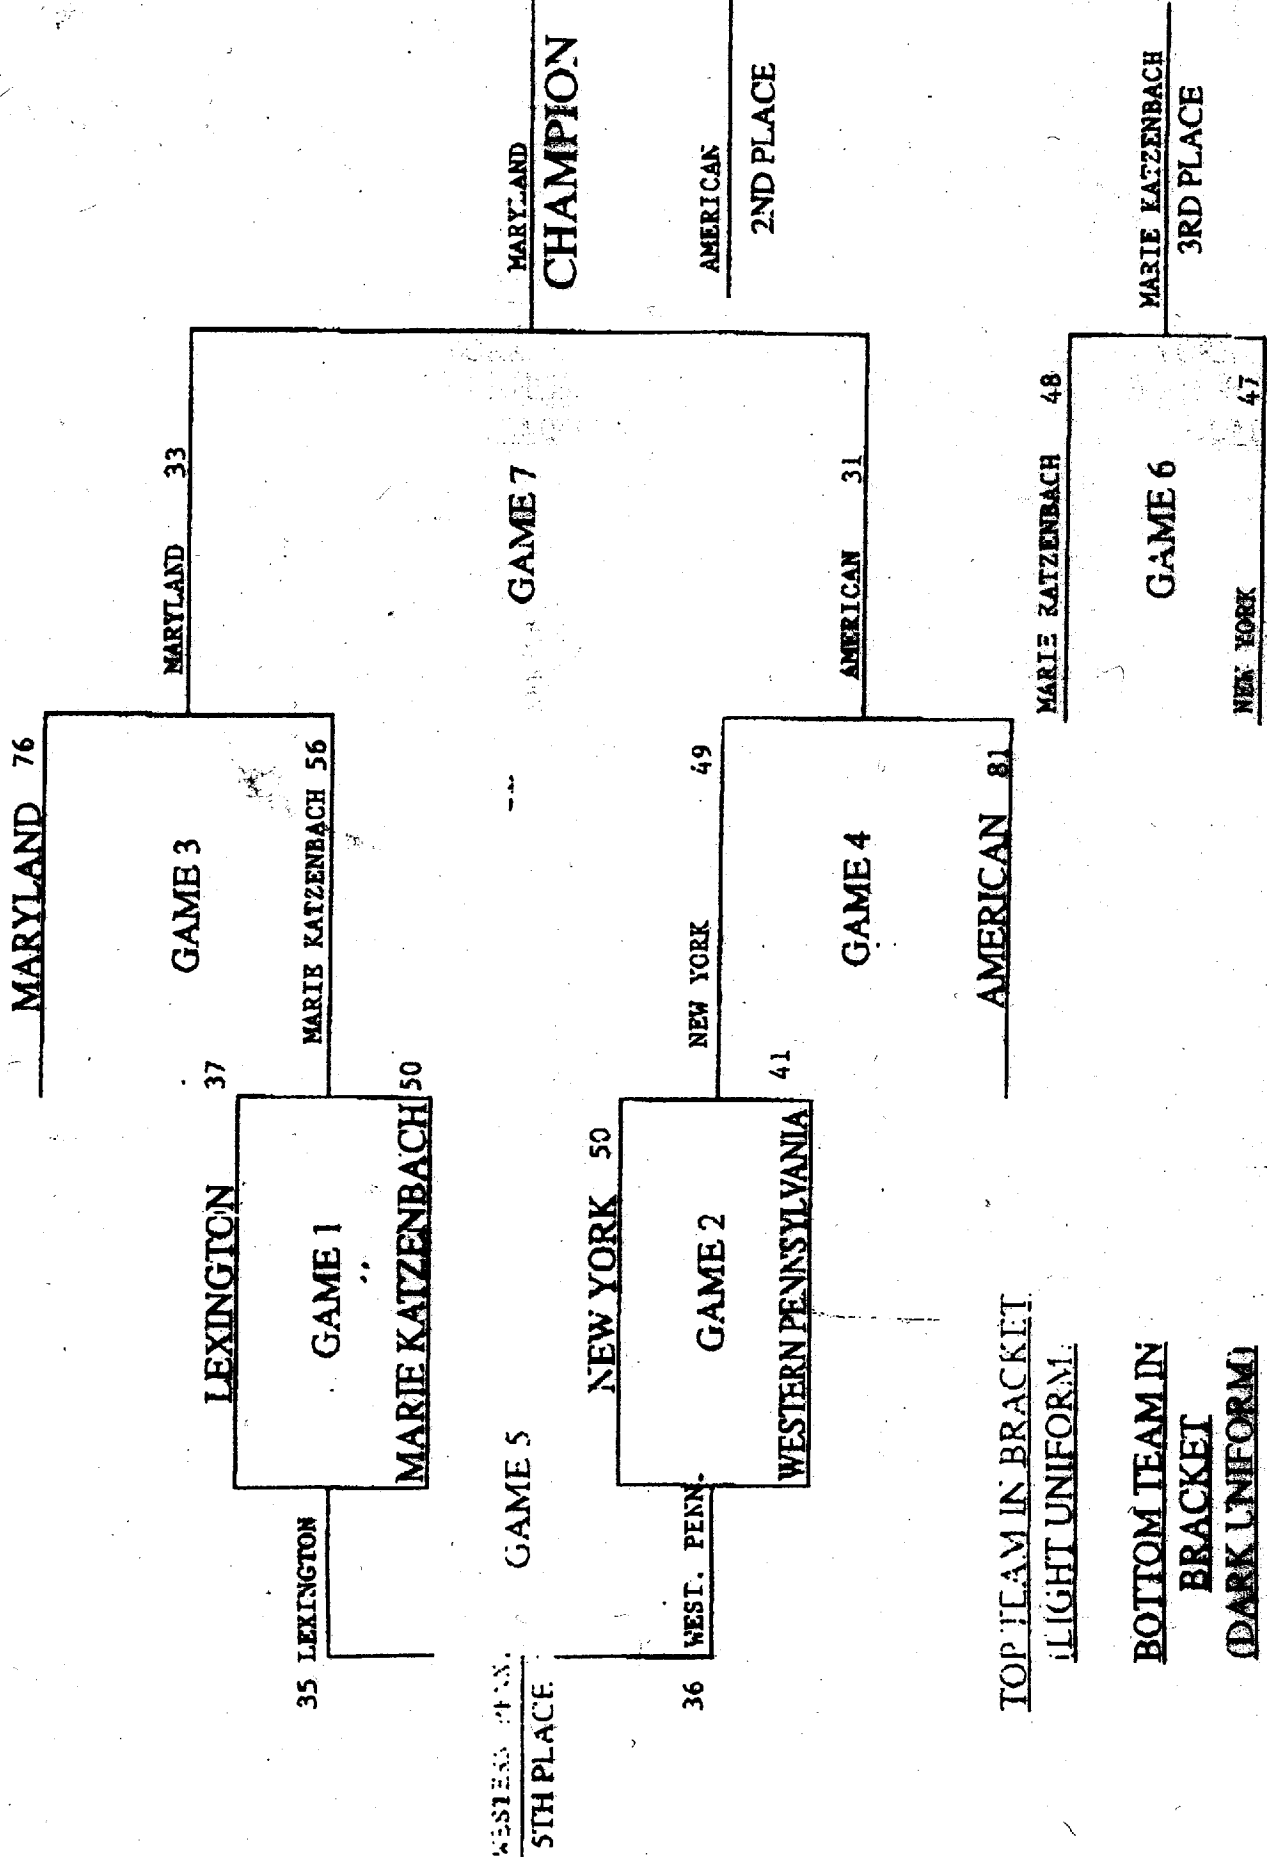 MARYLAND 76
GAME 3
MARIE KATZENBACH 56
LEXINGTON 37
GAME 1
MARIE KATZENBACH 50
35 LEXINGTON
GAME 5
WESTERN PENN.
5TH PLACE
36 WEST. PENN.
NEW YORK 50
GAME 2
WESTERN PENNSYLVANIA 41
NEW YORK 49
GAME 4
AMERICAN 81
MARYLAND 33
GAME 7
AMERICAN 31
MARYLAND
CHAMPION
AMERICAN
2ND PLACE
MARIE KATZENBACH 48
GAME 6
NEW YORK 47
MARIE KATZENBACH
3RD PLACE
TOP TEAM IN BRACKET
(LIGHT UNIFORM)
BOTTOM TEAM IN
BRACKET
(DARK UNIFORM)